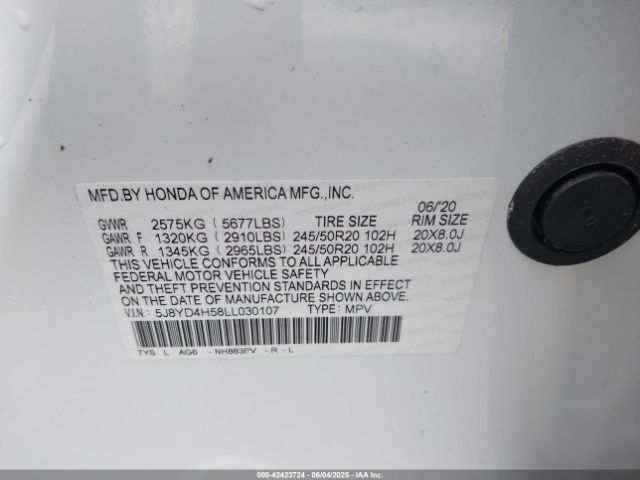 MFD.BY HONDA OF AMERICA MFG.,INC.
06/'20
GVWR 2575KG ( 5677LBS) TIRE SIZE RIM SIZE
GAWR F 1320KG ( 2910LBS) 245/50R20 102H 20X8.0J
GAWR R 1345KG ( 2965LBS) 245/50R20 102H 20X8.0J
THIS VEHICLE CONFORMS TO ALL APPLICABLE
FEDERAL MOTOR VEHICLE SAFETY
AND THEFT PREVENTION STANDARDS IN EFFECT
ON THE DATE OF MANUFACTURE SHOWN ABOVE.
V.I.N.: 5J8YD4H58LL030107 TYPE: MPV
TYS L AG6 -NH883PV -R -L
000-42423724 - 06/04/2025 - IAA Inc.